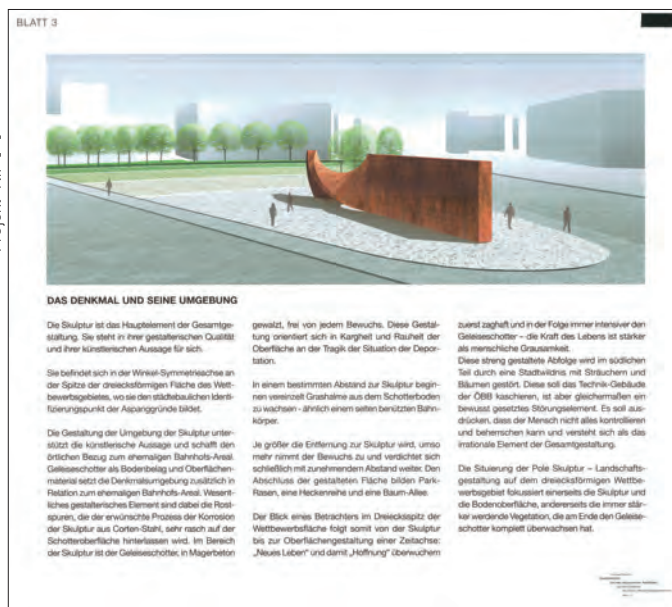 BLATT 3
DAS DENKMAL UND SEINE UMGEBUNG
Die Skulptur ist das Hauptelement der Gesamtge-
staltung. Sie steht in ihrer gestalterischen Qualität
und ihrer künstlerischen Aussage für sich.
Sie befindet sich in der Winkel-Symmetrieachse an
der Spitze der dreiecksförmigen Fläche des Wett-
bewerbsgebietes, wo sie den städtebaulichen Identi-
fizierungspunkt der Aspanggründe bildet.
Die Gestaltung der Umgebung der Skulptur unter-
stützt die künstlerische Aussage und schafft den
örtlichen Bezug zum ehemaligen Bahnhofs-Areal.
Geleiseschotter als Bodenbelag und Oberflächen-
material setzt die Denkmalsumgebung zusätzlich in
Relation zum ehemaligen Bahnhofs-Areal. Wesent-
liches gestalterisches Element sind dabei die Rost-
spuren, die der erwünschte Prozess der Korrosion
der Skulptur aus Corten-Stahl, sehr rasch auf der
Schotteroberfläche hinterlassen wird. Im Bereich
der Skulptur ist der Geleiseschotter, in Magerbeton
gewalzt, frei von jedem Bewuchs. Diese Gestal-
tung orientiert sich in Kargheit und Rauheit der
Oberfläche an der Tragik der Situation der Depor-
tation.
In einem bestimmten Abstand zur Skulptur begin-
nen vereinzelt Grashalme aus dem Schotterboden
zu wachsen - ähnlich einem selten benützten Bahn-
körper.
Je größer die Entfernung zur Skulptur wird, umso
mehr nimmt der Bewuchs zu und verdichtet sich
schließlich mit zunehmendem Abstand weiter. Den
Abschluss der gestalteten Fläche bilden Park-
Rasen, eine Heckenreihe und eine Baum-Allee.
Der Blick eines Betrachters im Dreiecksspitz der
Wettbewerbsfläche folgt somit von der Skulptur
bis zur Oberflächengestaltung einer Zeitachse:
„Neues Leben“ und damit „Hoffnung“ überwuchern
zuerst zaghaft und in der Folge immer intensiver den
Geleiseschotter – die Kraft des Lebens ist stärker
als menschliche Grausamkeit.
Diese streng gestaltete Abfolge wird im südlichen
Teil durch eine Stadtwildnis mit Sträuchern und
Bäumen gestört. Diese soll das Technik-Gebäude
der ÖBB kaschieren, ist aber gleichermaßen ein
bewusst gesetztes Störungselement. Es soll aus-
drücken, dass der Mensch nicht alles kontrollieren
und beherrschen kann und versteht sich als das
irrationale Element der Gesamtgestaltung.
Die Situierung der Pole Skulptur – Landschafts-
gestaltung auf dem dreiecksförmigen Wettbe-
werbsgebiet fokussiert einerseits die Skulptur und
die Bodenoberfläche, andererseits die immer stär-
ker werdende Vegetation, die am Ende den Geleise-
schotter komplett überwachsen hat.